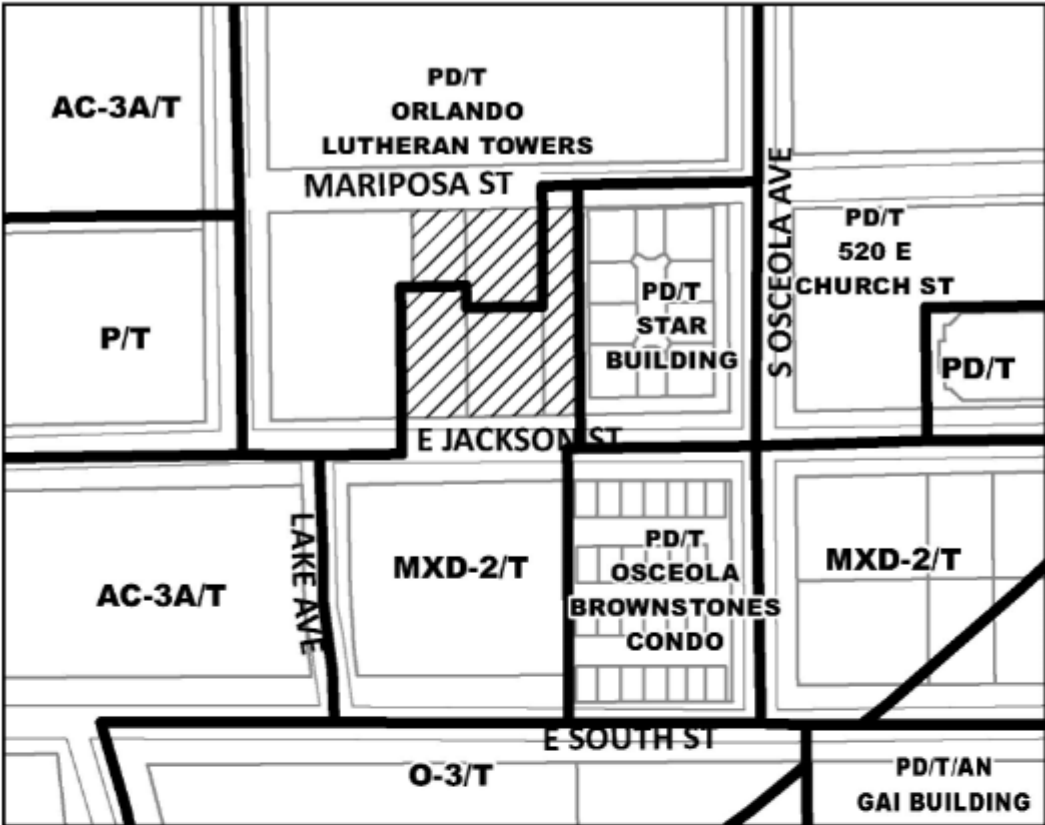 AC-3A/T
PD/T
ORLANDO
LUTHERAN TOWERS
MARIPOSA ST
S OSCEOLA AVE
PD/T
520 E
CHURCH ST
P/T
PD/T
STAR
BUILDING
PD/T
E JACKSON ST
LAKE AVE
AC-3A/T
MXD-2/T
PD/T
OSCEOLA
BROWNSTONES
CONDO
MXD-2/T
E SOUTH ST
O-3/T
PD/T/AN
GAI BUILDING